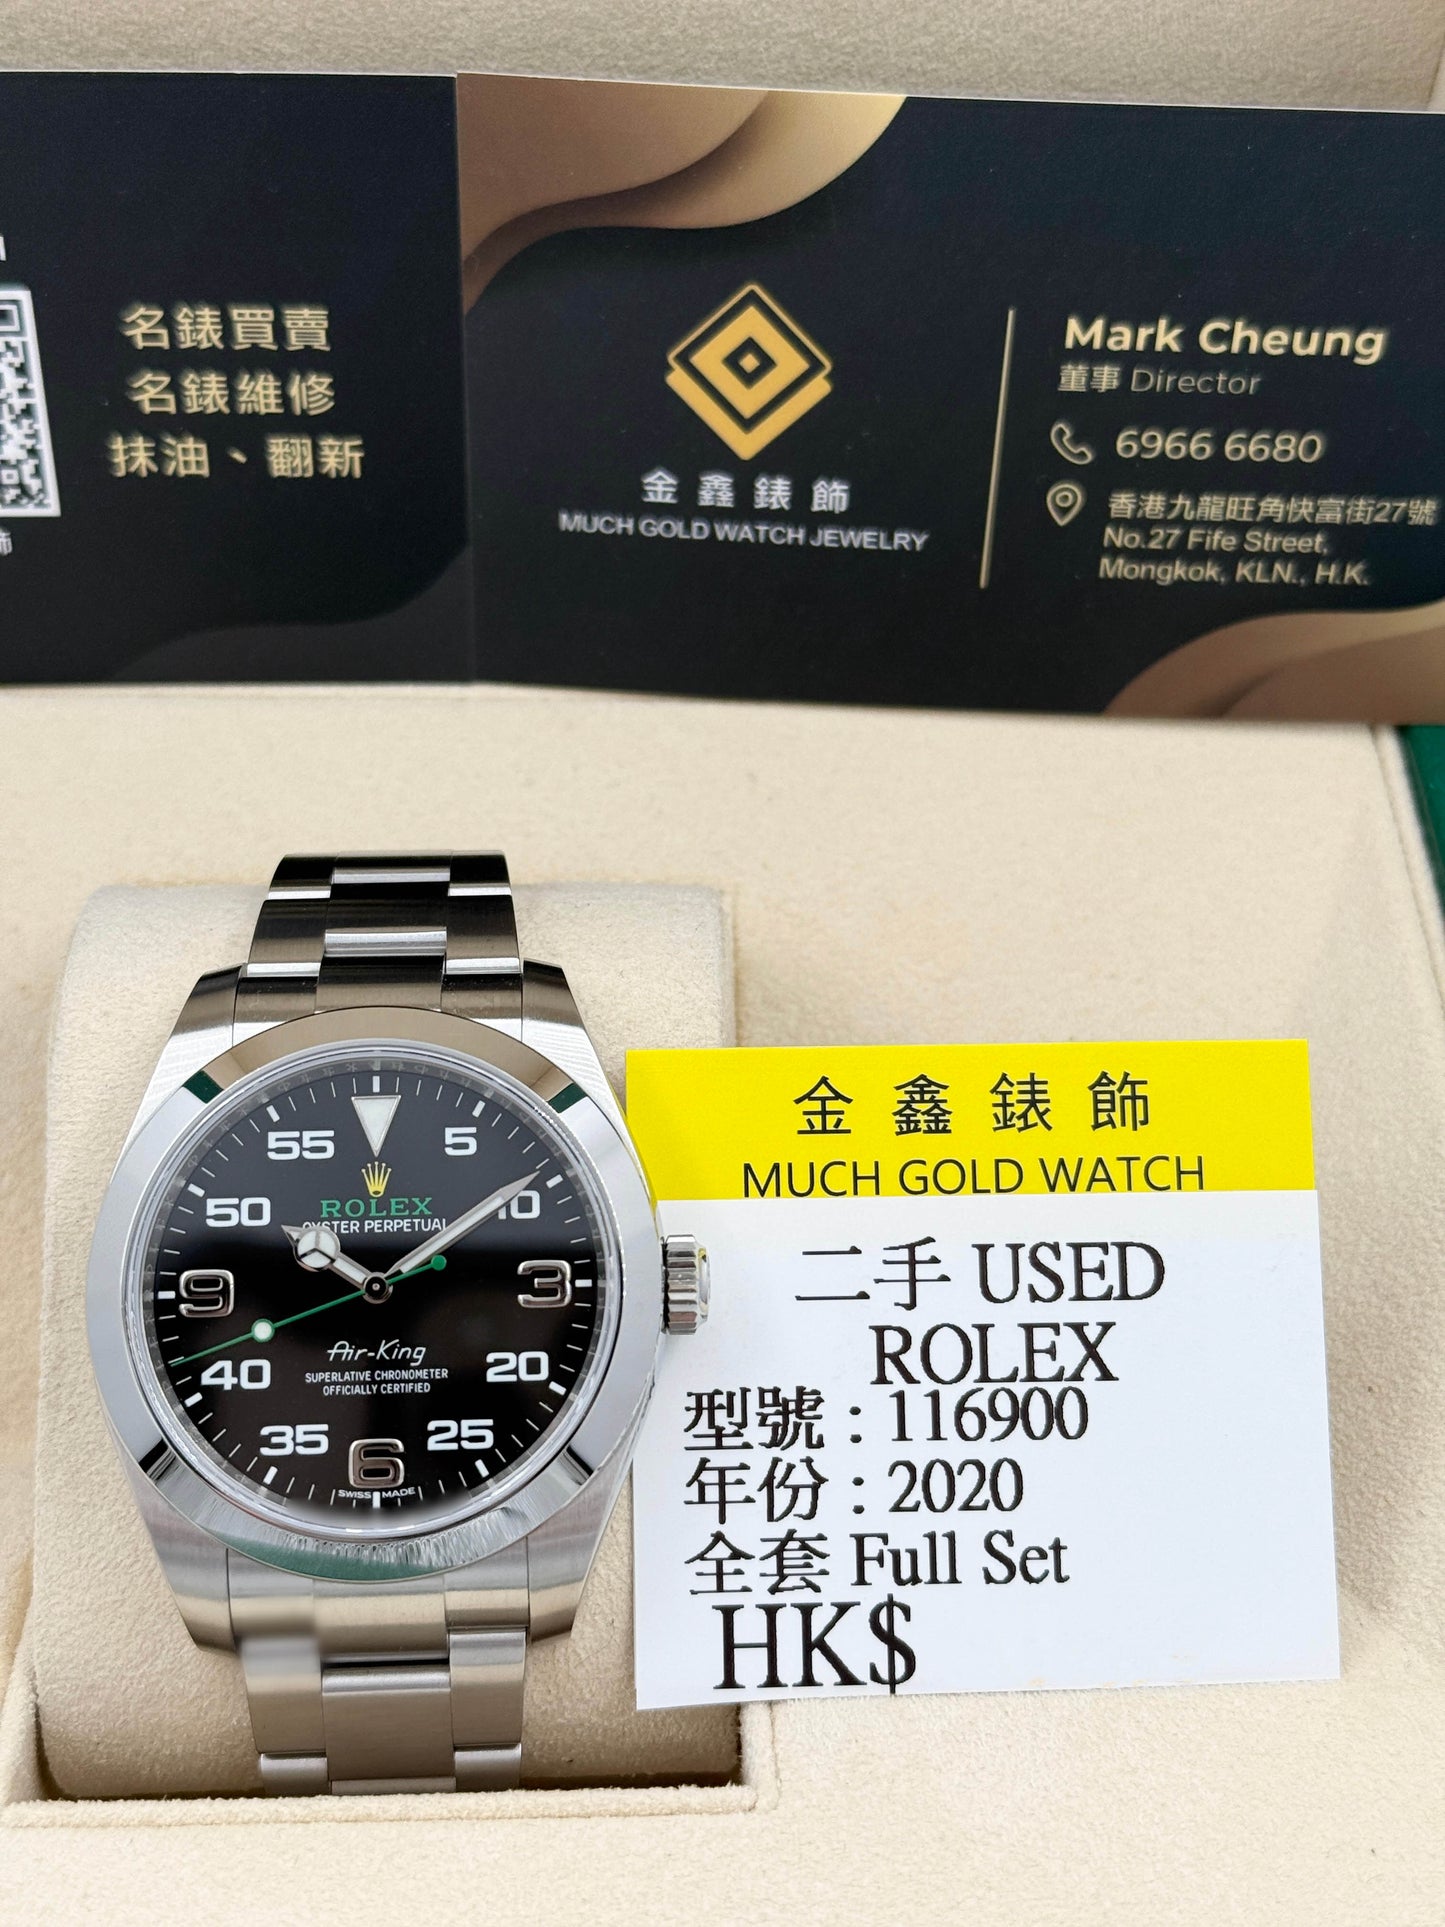 名錶買賣
名錶維修
抹油、翻新
飾
金鑫錶飾
MUCH GOLD WATCH JEWELRY
Mark Cheung
董事 Director
6966 6680
香港九龍旺角快富街27號
No.27 Fife Street,
Mongkok, KLN., H.K.
55
5
50
10
ROLEX
OYSTER PERPETUAL
9
3
Air-King
SUPERLATIVE CHRONOMETER
OFFICIALLY CERTIFIED
40
20
35
25
6
SWISS MADE
金鑫錶飾
MUCH GOLD WATCH
二手 USED
ROLEX
型號：116900
年份：2020
全套 Full Set
HK$